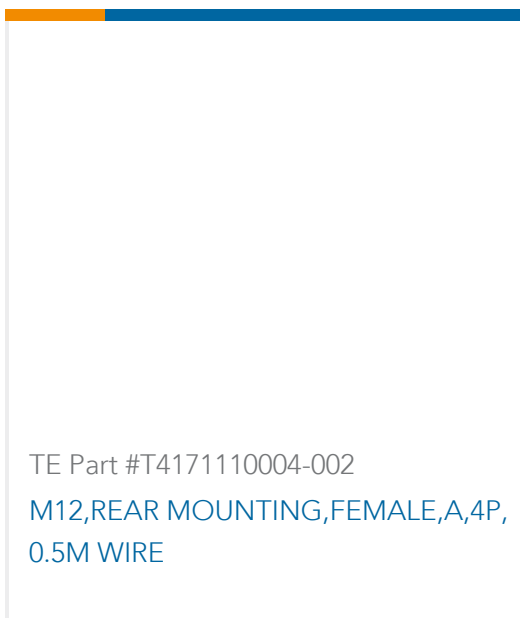 TE Part #T4171110004-002
M12,REAR MOUNTING,FEMALE,A,4P,
0.5M WIRE